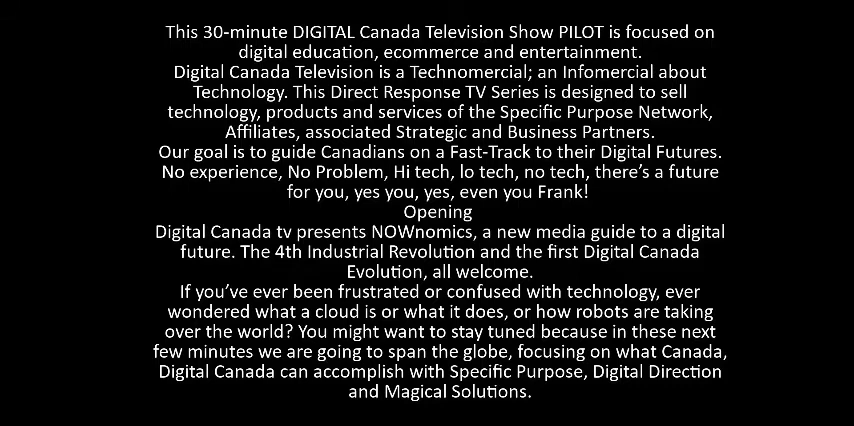 This 30-minute DIGITAL Canada Television Show PILOT is focused on
digital education, ecommerce and entertainment.
Digital Canada Television is a Technomercial; an Infomercial about
Technology. This Direct Response TV Series is designed to sell
technology, products and services of the Specific Purpose Network,
Affiliates, associated Strategic and Business Partners.
Our goal is to guide Canadians on a Fast-Track to their Digital Futures.
No experience, No Problem, Hi tech, lo tech, no tech, there's a future
for you, yes you, yes, even you Frank!
Opening
Digital Canada tv presents NOWnomics, a new media guide to a digital
future. The 4th Industrial Revolution and the first Digital Canada
Evolution, all welcome.
If you've ever been frustrated or confused with technology, ever
wondered what a cloud is or what it does, or how robots are taking
over the world? You might want to stay tuned because in these next
few minutes we are going to span the globe, focusing on what Canada,
Digital Canada can accomplish with Specific Purpose, Digital Direction
and Magical Solutions.